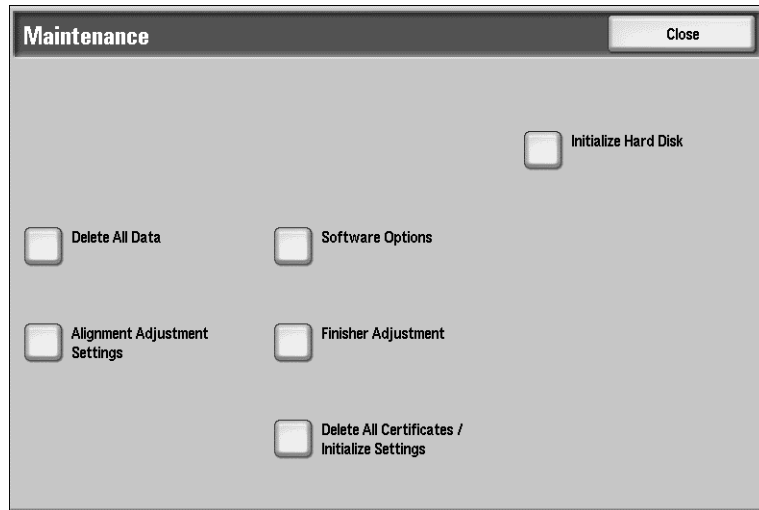 Maintenance
Close
Initialize Hard Disk
Delete All Data
Software Options
Alignment Adjustment
Settings
Finisher Adjustment
Delete All Certificates /
Initialize Settings